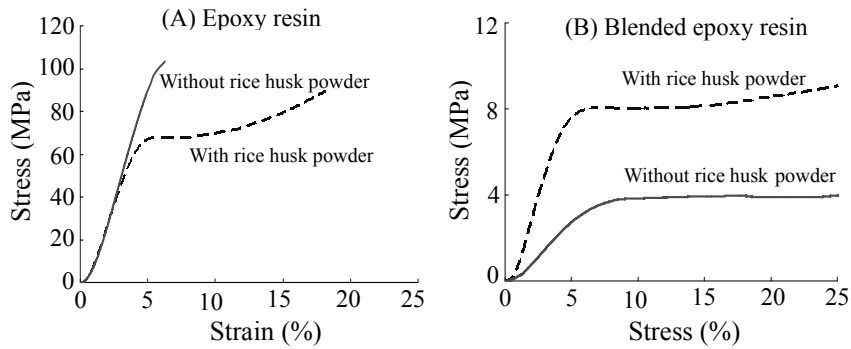 (A) Epoxy resin
120
100
80
60
40
20
0
Stress (MPa)
Without rice husk powder
With rice husk powder
0 5 10 15 20 25
Strain (%)
(B) Blended epoxy resin
12
8
4
0
Stress (MPa)
With rice husk powder
Without rice husk powder
0 5 10 15 20 25
Stress (%)